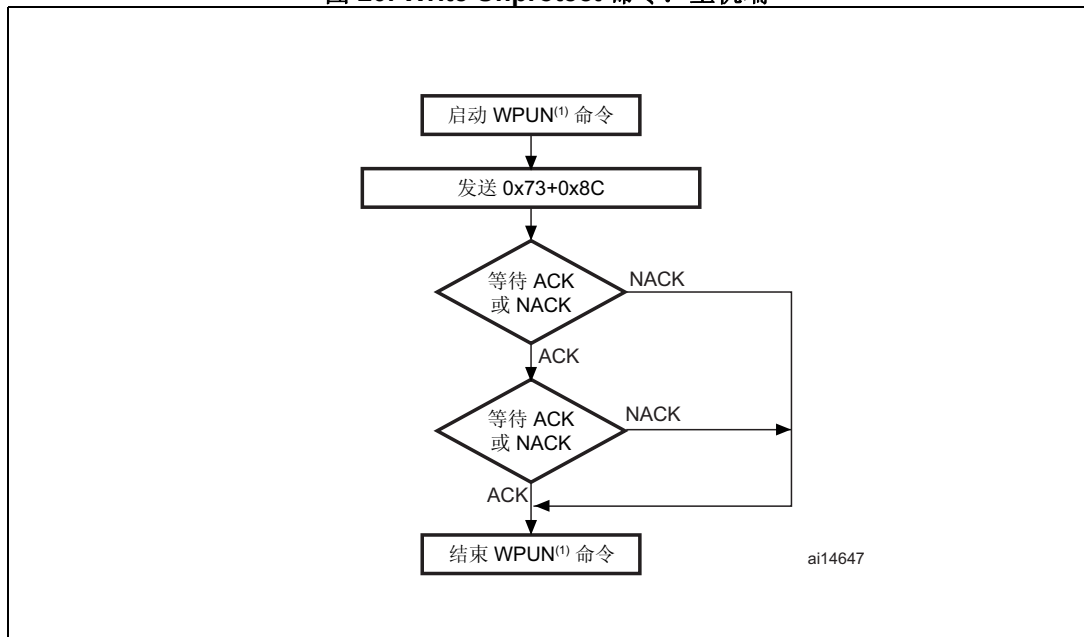 启动 WPUN(1) 命令
发送 0x73+0x8C
等待 ACK
或 NACK
NACK
ACK
等待 ACK
或 NACK
NACK
ACK
结束 WPUN(1) 命令
ai14647